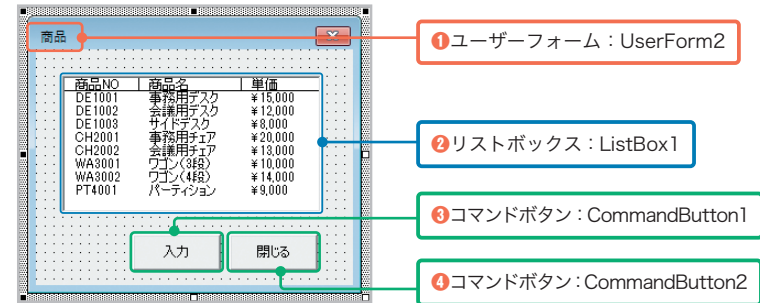 商品
商品NO 商品名 単価
DE1001 事務用デスク ¥15,000
DE1002 会議用デスク ¥12,000
DE1003 サイドデスク ¥8,000
CH2001 事務用チェア ¥20,000
CH2002 会議用チェア ¥13,000
WA3001 ワゴン(3段) ¥10,000
WA3002 ワゴン(4段) ¥14,000
PT4001 パーティション ¥9,000
入力 閉じる
❶ユーザーフォーム:UserForm2
❷リストボックス:ListBox1
❸コマンドボタン:CommandButton1
❹コマンドボタン:CommandButton2